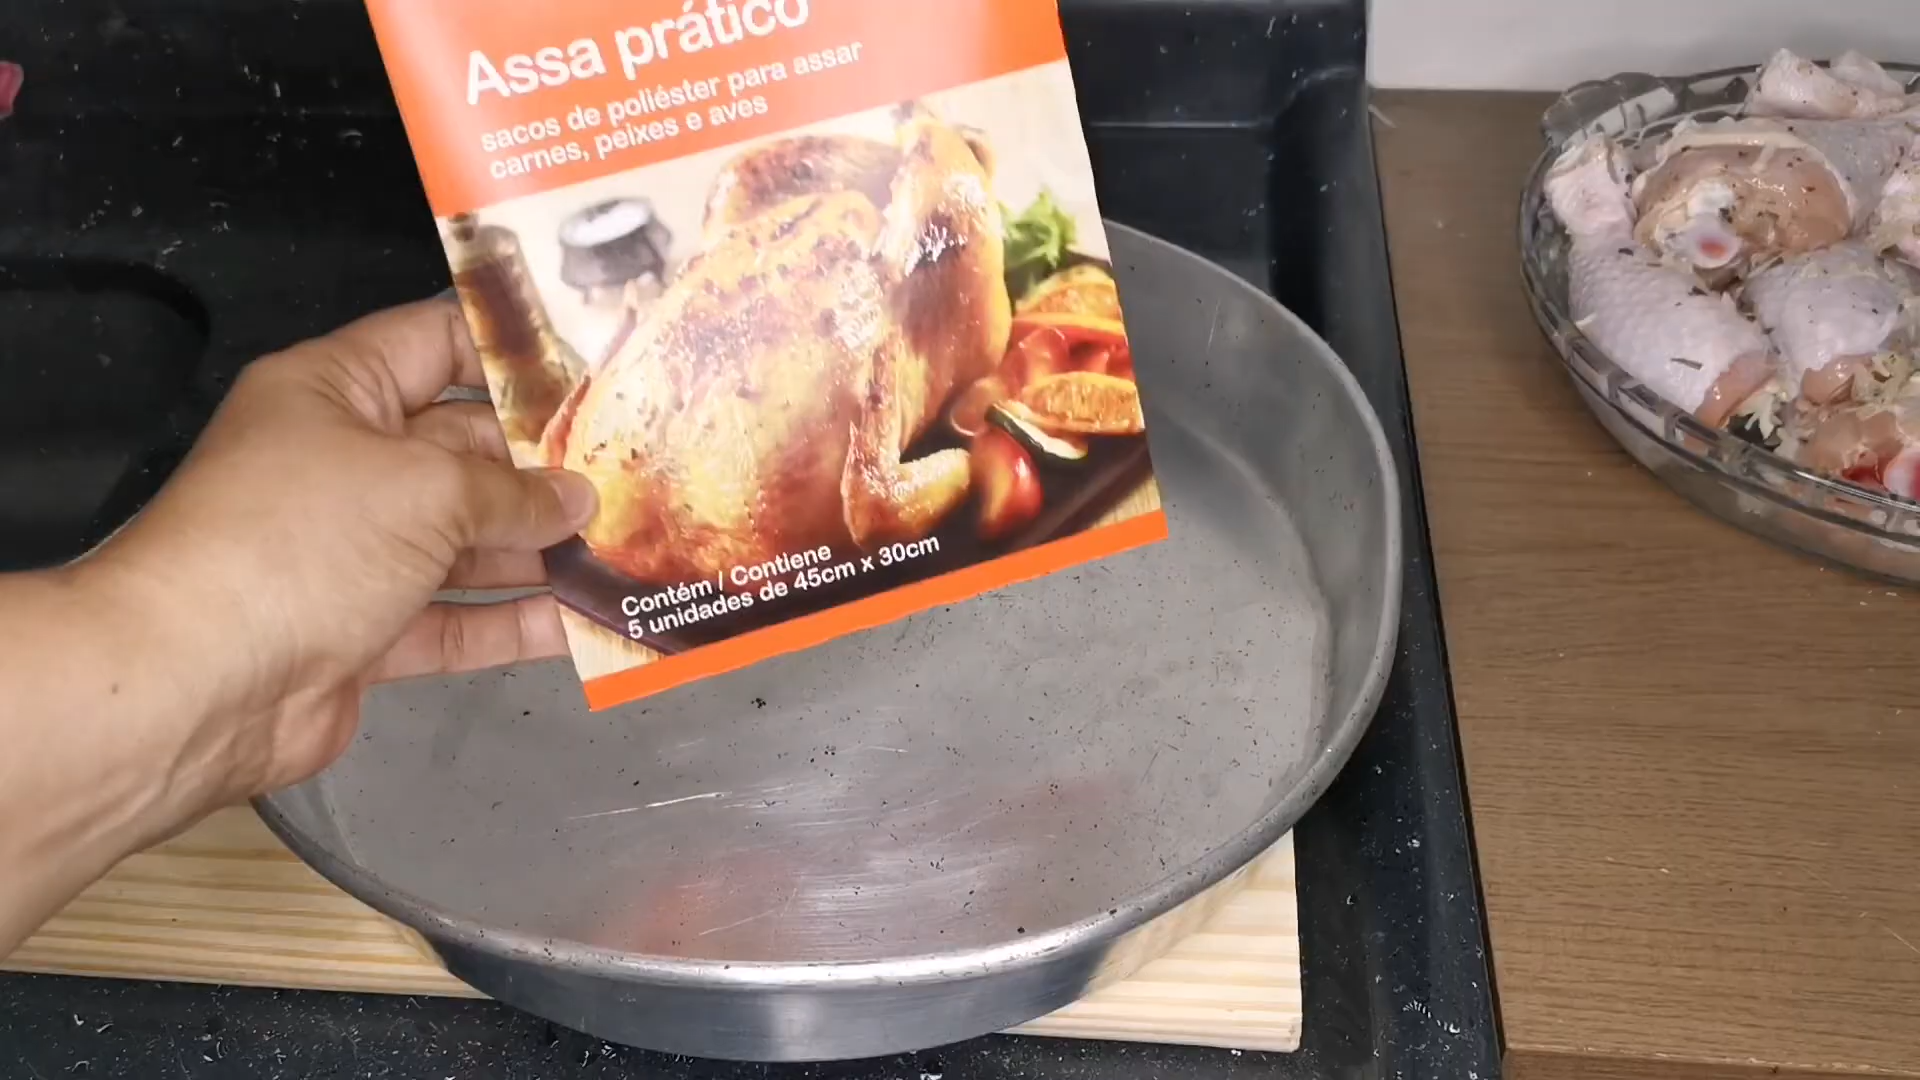 Assa prático
sacos de poliéster para assar
carnes, peixes e aves
Contém / Contiene
5 unidades de 45cm x 30cm